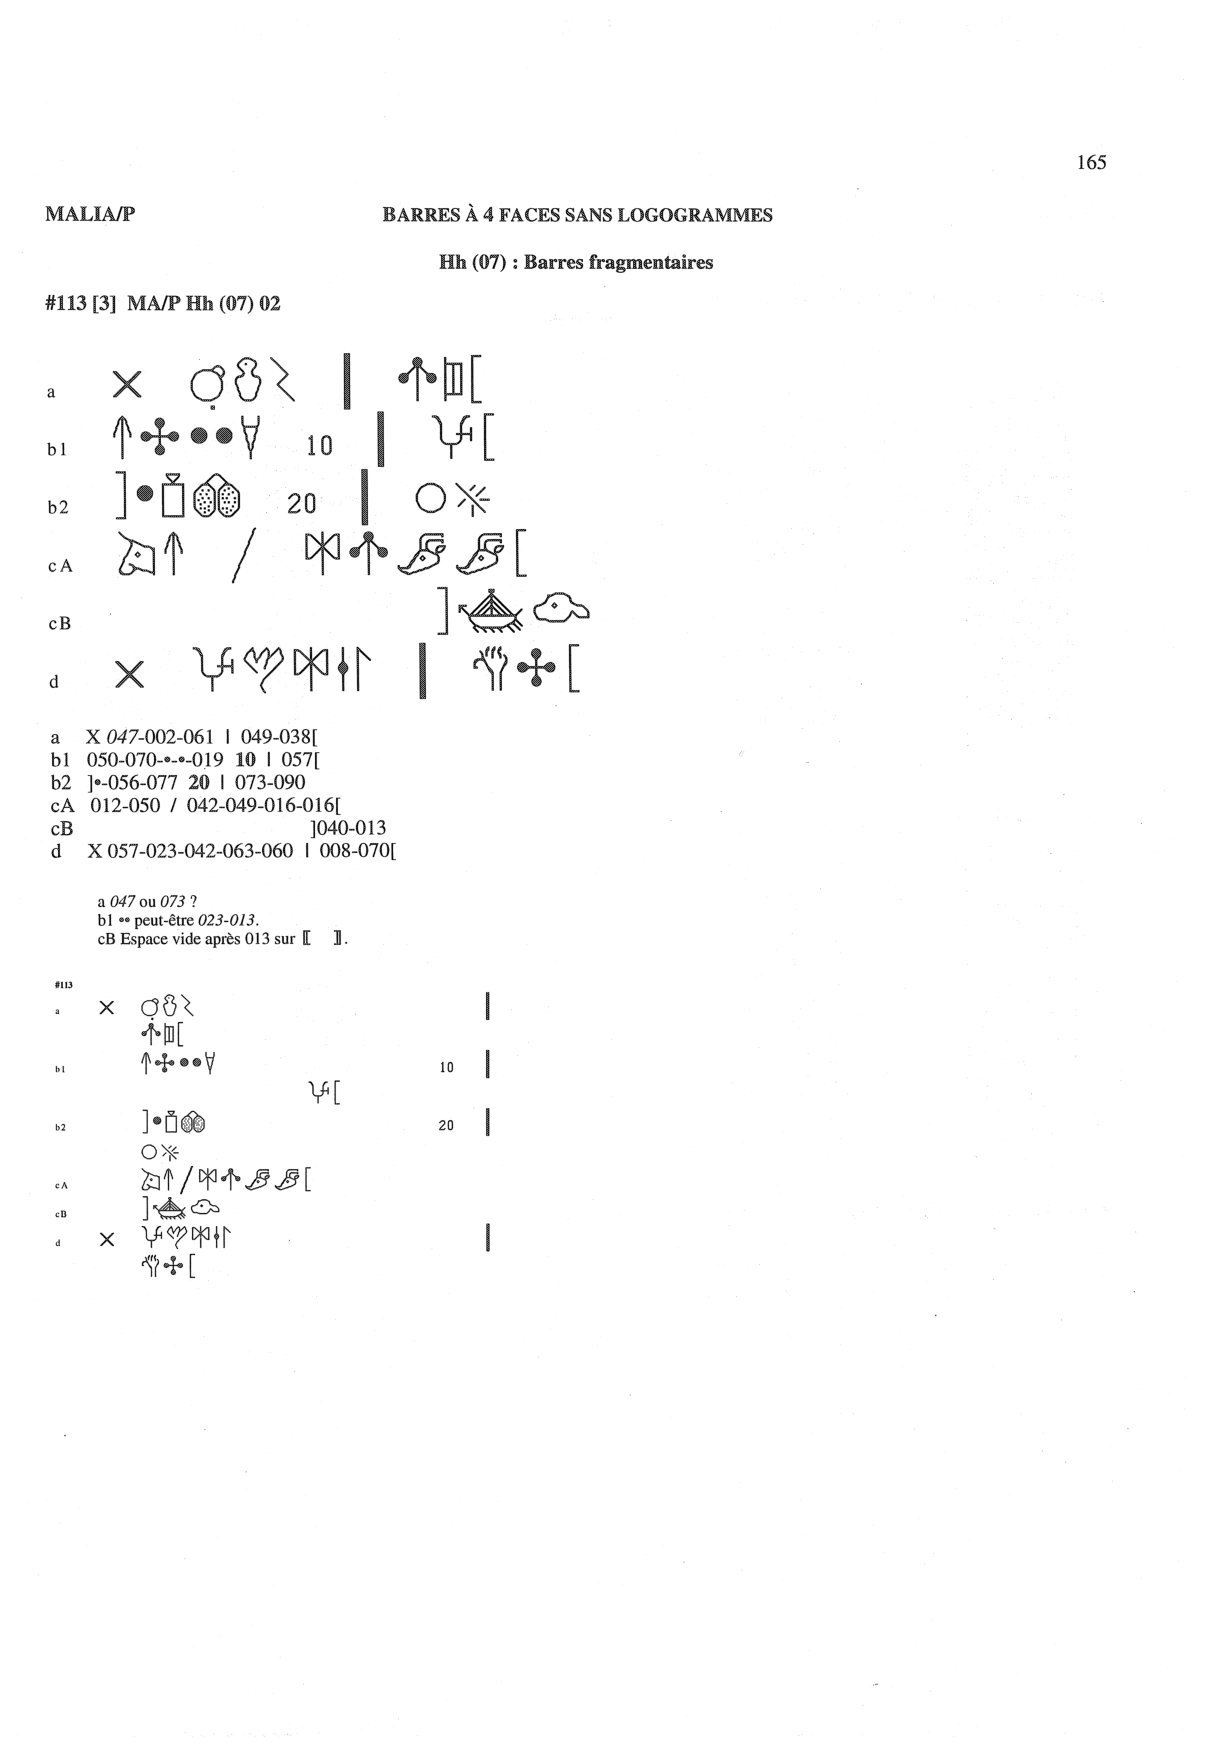 165
MALIA/P
BARRES À 4 FACES SANS LOGOGRAMMES
Hh (07) : Barres fragmentaires
#113 [3] MA/P Hh (07) 02
a
b1 10
b2 20
cA
cB
d
a X 047-002-061 | 049-038[
b1 050-070-•-•-019 10 | 057[
b2 ]•-056-077 20 | 073-090
cA 012-050 / 042-049-016-016[
cB ]040-013
d X 057-023-042-063-060 | 008-070[
a 047 ou 073 ?
b1 •• peut-être 023-013.
cB Espace vide après 013 sur ⟦ ⟧.
#113
a
b1 10
b2 20
cA
cB
d